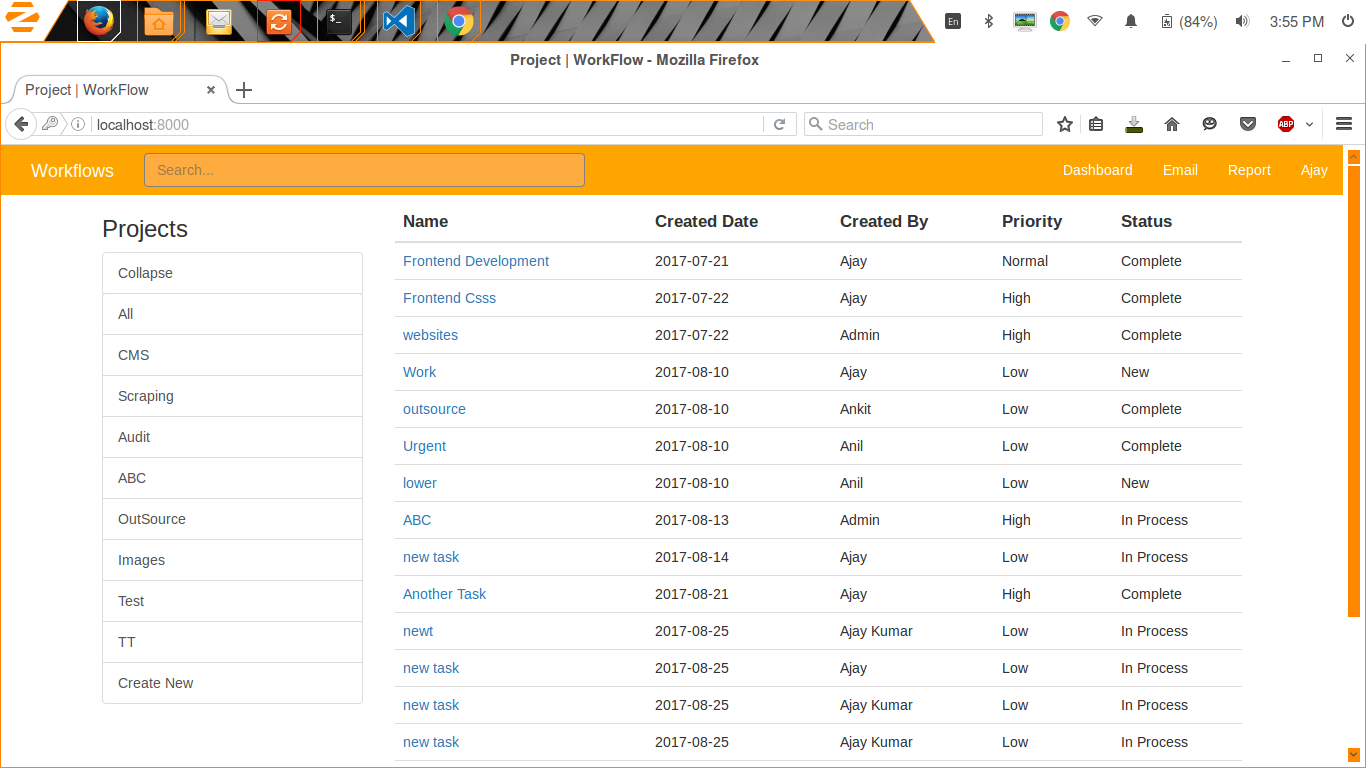 En (84%) 3:55 PM
Project | WorkFlow - Mozilla Firefox
Project | WorkFlow
localhost:8000 Search ABP
Workflows Search... Dashboard Email Report Ajay
Projects
Collapse
All
CMS
Scraping
Audit
ABC
OutSource
Images
Test
TT
Create New
Name Created Date Created By Priority Status
Frontend Development 2017-07-21 Ajay Normal Complete
Frontend Csss 2017-07-22 Ajay High Complete
websites 2017-07-22 Admin High Complete
Work 2017-08-10 Ajay Low New
outsource 2017-08-10 Ankit Low Complete
Urgent 2017-08-10 Anil Low Complete
lower 2017-08-10 Anil Low New
ABC 2017-08-13 Admin High In Process
new task 2017-08-14 Ajay Low In Process
Another Task 2017-08-21 Ajay High Complete
newt 2017-08-25 Ajay Kumar Low In Process
new task 2017-08-25 Ajay Low In Process
new task 2017-08-25 Ajay Kumar Low In Process
new task 2017-08-25 Ajay Kumar Low In Process